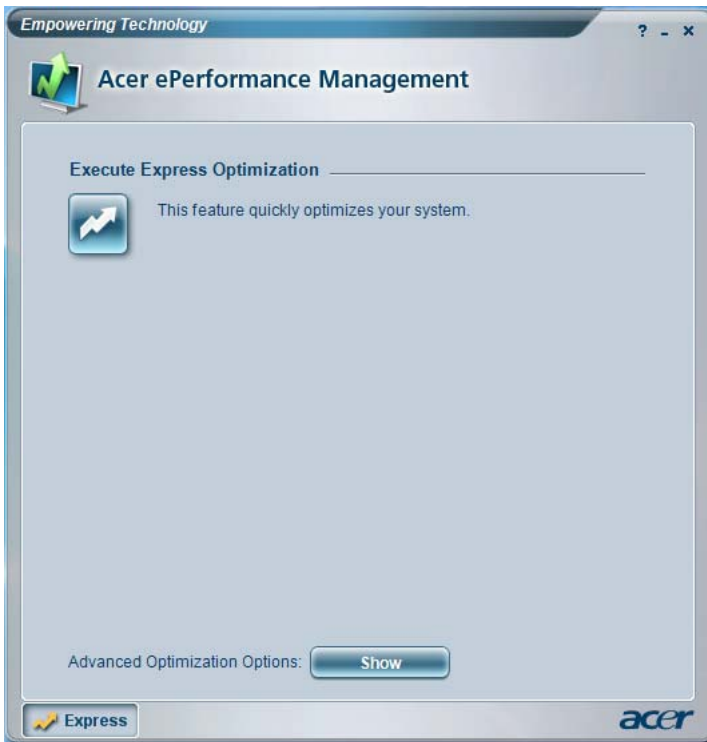 Empowering Technology
? - ×
Acer ePerformance Management
Execute Express Optimization
This feature quickly optimizes your system.
Advanced Optimization Options: Show
Express
acer